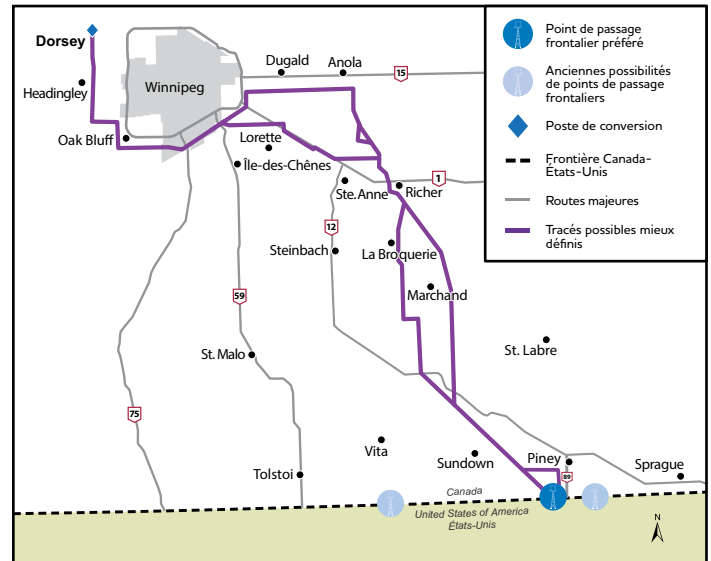 Dorsey
Headingley
Winnipeg
Oak Bluff
Dugald
Anola
15
Lorette
Île-des-Chênes
Ste. Anne
Richer
1
12
Steinbach
La Broquerie
59
Marchand
St. Malo
St. Labre
75
Vita
Sundown
Piney
89
Sprague
Tolstoi
Canada
United States of America
États-Unis
N
Point de passage
frontalier préféré
Anciennes possibilités
de points de passage
frontaliers
Poste de conversion
Frontière Canada-
États-Unis
Routes majeures
Tracés possibles mieux
définis